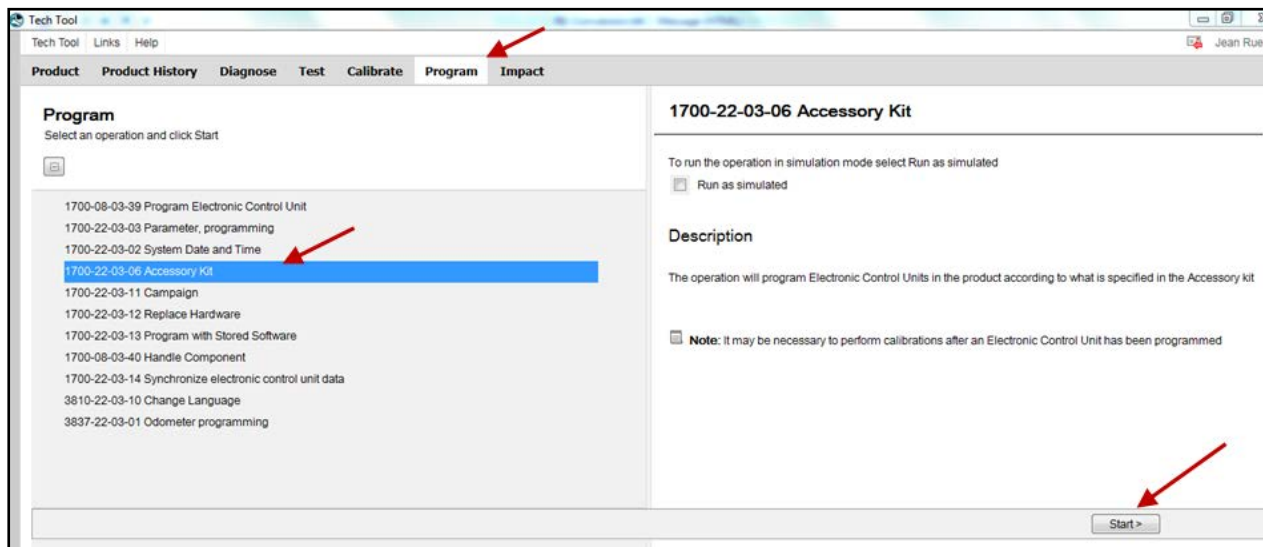 Tech Tool
Tech Tool Links Help
Jean Rue
Product Product History Diagnose Test Calibrate Program Impact
Program
Select an operation and click Start
1700-08-03-39 Program Electronic Control Unit
1700-22-03-03 Parameter, programming
1700-22-03-02 System Date and Time
1700-22-03-06 Accessory Kit
1700-22-03-11 Campaign
1700-22-03-12 Replace Hardware
1700-22-03-13 Program with Stored Software
1700-08-03-40 Handle Component
1700-22-03-14 Synchronize electronic control unit data
3810-22-03-10 Change Language
3837-22-03-01 Odometer programming
1700-22-03-06 Accessory Kit
To run the operation in simulation mode select Run as simulated
Run as simulated
Description
The operation will program Electronic Control Units in the product according to what is specified in the Accessory kit
Note: It may be necessary to perform calibrations after an Electronic Control Unit has been programmed
Start >